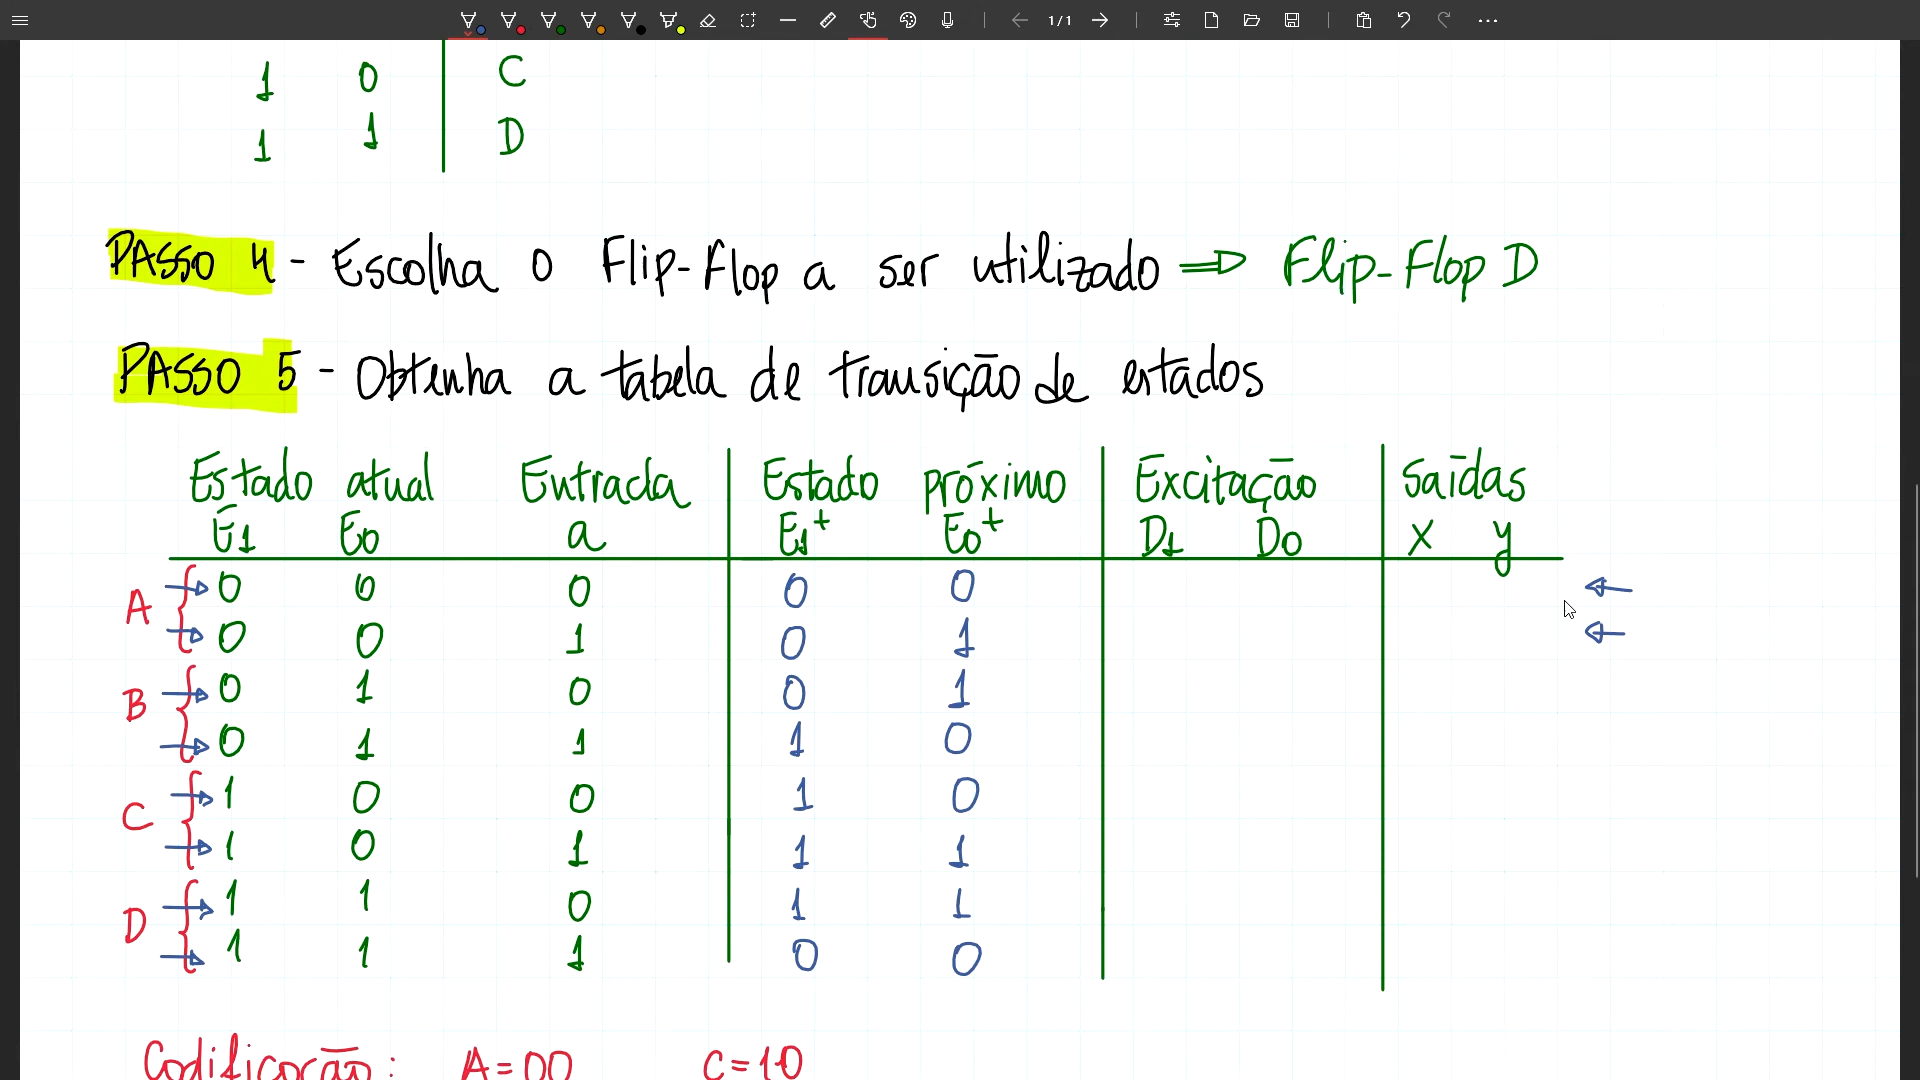 1/1
1 0 C
1 1 D
PASSO 4 - Escolha o Flip-Flop a ser utilizado ⇒ Flip-Flop D
PASSO 5 - Obtenha a tabela de transição de estados
Estado atual Entrada Estado próximo Excitação Saídas
E1 E0 a E1+ E0+ D1 D0 X y
A 0 0 0 0 0
0 0 1 0 1
B 0 1 0 0 1
0 1 1 1 0
C 1 0 0 1 0
1 0 1 1 1
D 1 1 0 1 1
1 1 1 0 0
Codificação: A=00 C=10